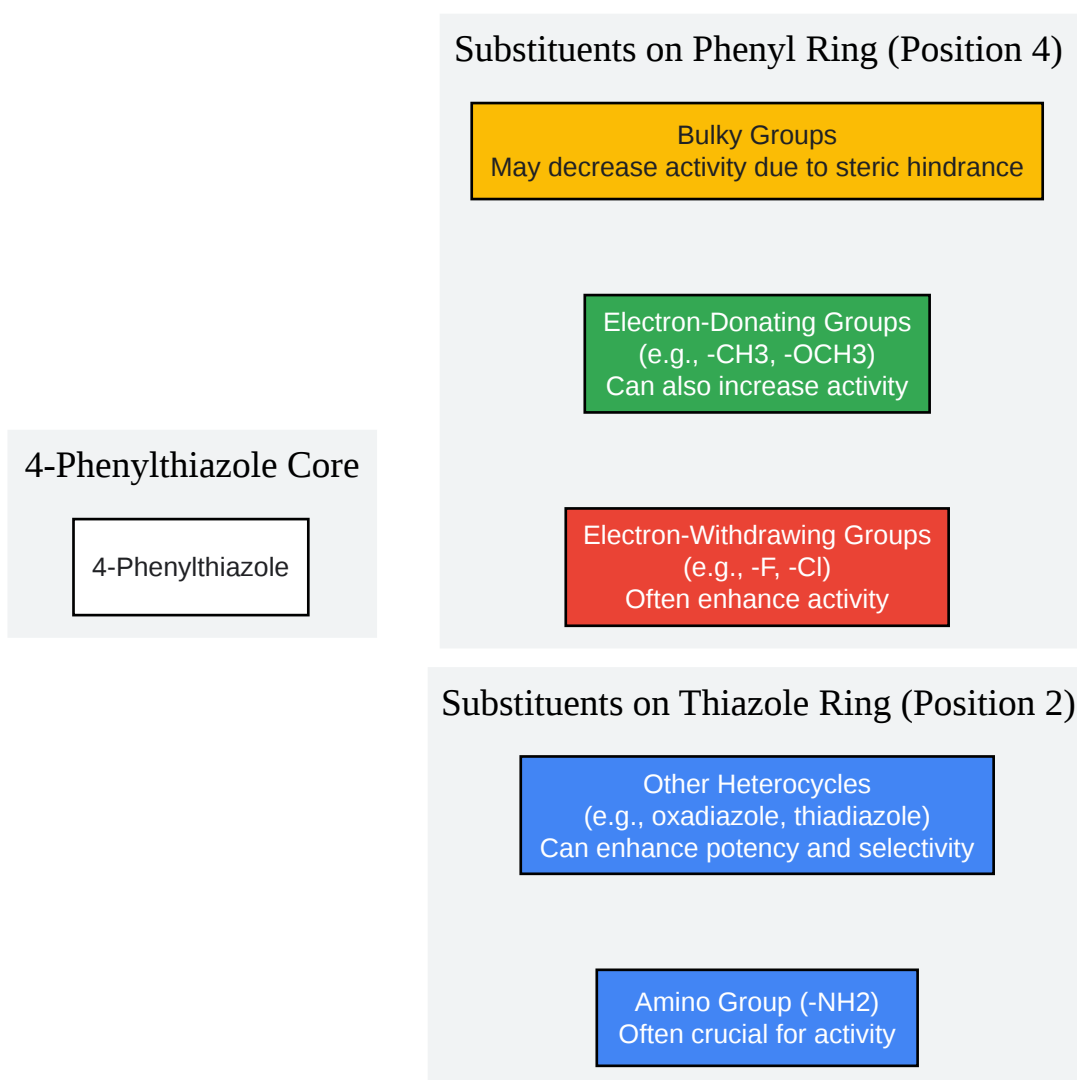 Substituents on Phenyl Ring (Position 4)
Bulky Groups
May decrease activity due to steric hindrance
Electron-Donating Groups
(e.g., -CH3, -OCH3)
Can also increase activity
4-Phenylthiazole Core
4-Phenylthiazole
Electron-Withdrawing Groups
(e.g., -F, -Cl)
Often enhance activity
Substituents on Thiazole Ring (Position 2)
Other Heterocycles
(e.g., oxadiazole, thiadiazole)
Can enhance potency and selectivity
Amino Group (-NH2)
Often crucial for activity